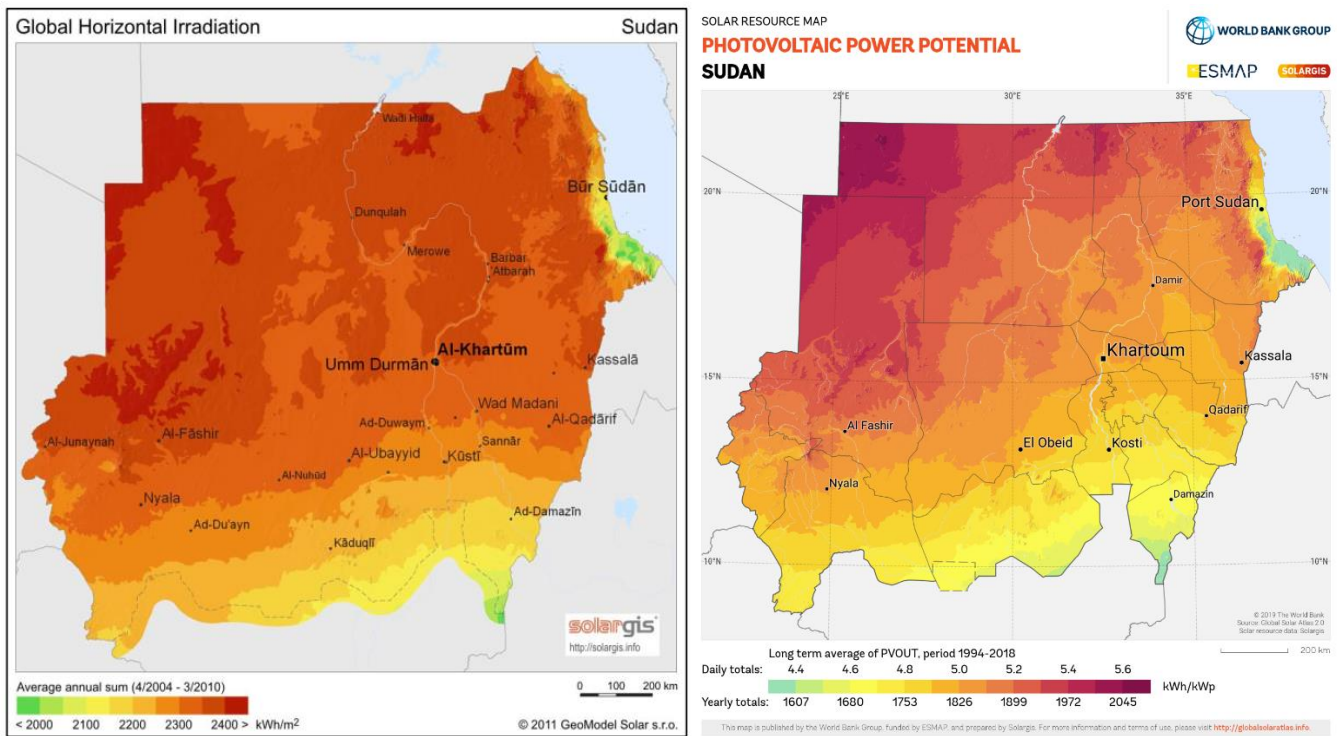 Global Horizontal Irradiation Sudan
Wadi Halfa
Būr Sūdān
Dunqulah
Merowe
Barbar
'Atbarah
Al-Khartūm
Umm Durmān
Kassalā
Wad Madani
Ad-Duwaym
Al-Qadārif
Al-Junaynah
Al-Fāshir
Sannār
Al-Ubayyid
Kūstī
Al-Nuhūd
Nyala
Ad-Du'ayn
Ad-Damazīn
Kāduqlī
solargis
http://solargis.info
Average annual sum (4/2004 - 3/2010)
0 100 200 km
< 2000 2100 2200 2300 2400 > kWh/m2
© 2011 GeoModel Solar s.r.o.
SOLAR RESOURCE MAP
PHOTOVOLTAIC POWER POTENTIAL
SUDAN
WORLD BANK GROUP
ESMAP
SOLARGIS
25°E 30°E 35°E
20°N 20°N
Port Sudan
Damir
Khartoum
Kassala
15°N 15°N
Qadarif
Al Fashir
El Obeid
Kosti
Nyala
Damazin
10°N 10°N
© 2019 The World Bank
Source: Global Solar Atlas 2.0
Solar resource data: Solargis
200 km
Long term average of PVOUT, period 1994-2018
Daily totals: 4.4 4.6 4.8 5.0 5.2 5.4 5.6
kWh/kWp
Yearly totals: 1607 1680 1753 1826 1899 1972 2045
This map is published by the World Bank Group, funded by ESMAP, and prepared by Solargis. For more information and terms of use, please visit http://globalsolaratlas.info.